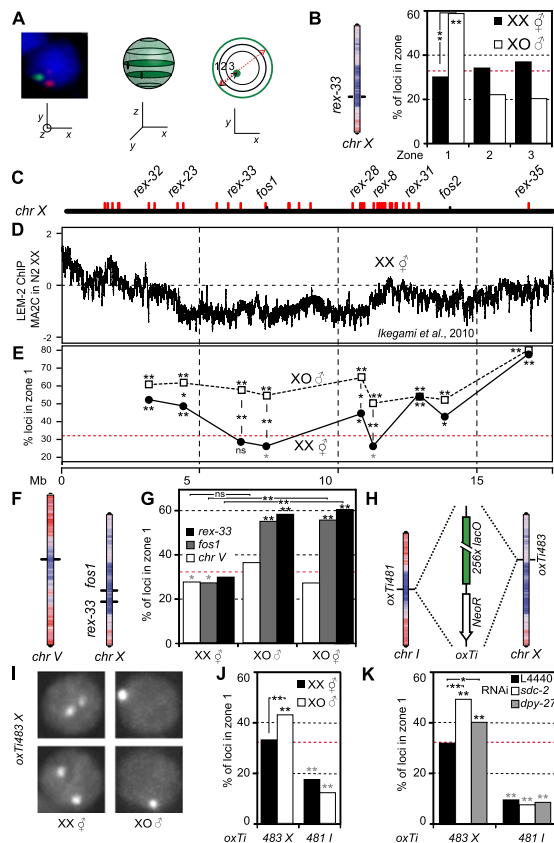 A
1 2 3
y
z
x
z
y
x
y
x
B
rex-33
chr X
% of loci in zone 1
60
40
20
0
**
**
XX ⚥
XO ♂
Zone
1 2 3
C
rex-32
rex-23
rex-33
fos1
rex-28
rex-8
rex-31
fos2
rex-35
chr X
D
LEM-2 ChIP
MA2C in N2 XX
2
0
-2
XX ⚥
Ikegami et al., 2010
E
% loci in zone 1
80
70
60
50
40
30
20
XO ♂
XX ⚥
** ** ** ** ** ** ** **
** ** ns * ** * ** * **
Mb
0 5 10 15
F
chr V
fos1
rex-33
chr X
G
% of loci in zone 1
60
40
20
0
ns
**
**
rex-33
fos1
chr V
* *
** **
** **
XX ⚥
XO ♂
XO ⚥
H
oxTi481
chr I
256x lacO
NeoR
oxTi
oxTi483
chr X
I
oxTi483 X
XX ⚥
XO ♂
J
% of loci in zone 1
60
40
20
0
XX ⚥
XO ♂
**
**
**
**
oxTi
483 X
481 I
K
% of loci in zone 1
60
40
20
0
RNAi
L4440
sdc-2
dpy-27
*
**
**
**
** ** **
oxTi
483 X
481 I